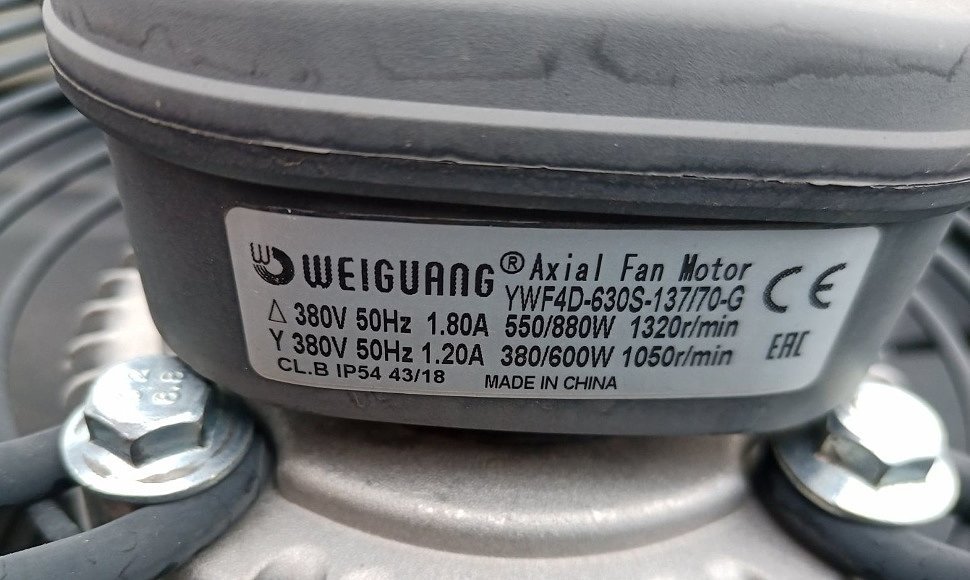 WEIGUANG® Axial Fan Motor
YWF4D-630S-137/70-G
CE
△ 380V 50Hz 1.80A 550/880W 1320r/min
Y 380V 50Hz 1.20A 380/600W 1050r/min
EAC
CL.B IP54 43/18 MADE IN CHINA